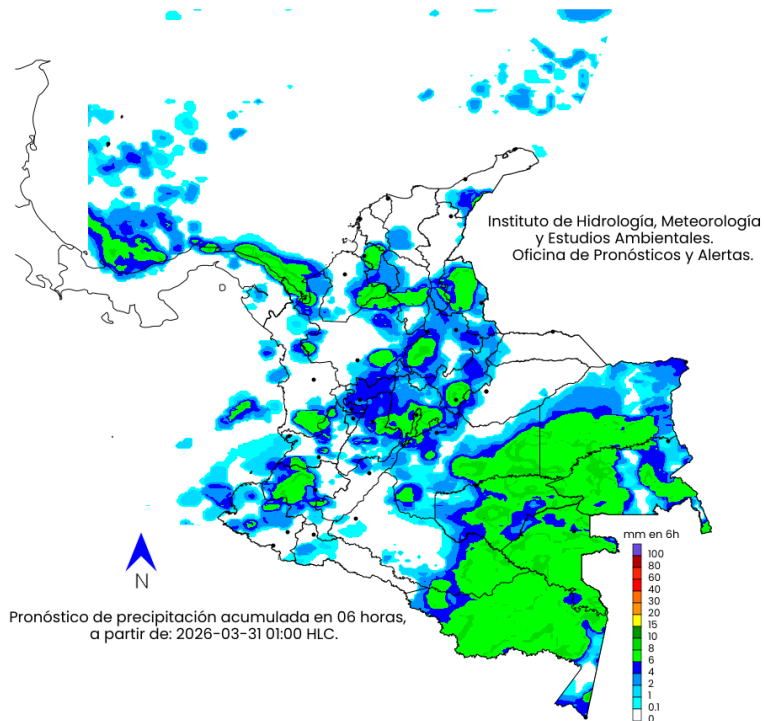 Instituto de Hidrología, Meteorología
y Estudios Ambientales.
Oficina de Pronósticos y Alertas.
N
Pronóstico de precipitación acumulada en 06 horas,
a partir de: 2026-03-31 01:00 HLC.
mm en 6h
100
80
60
40
30
20
15
10
8
6
4
2
1
0.1
0